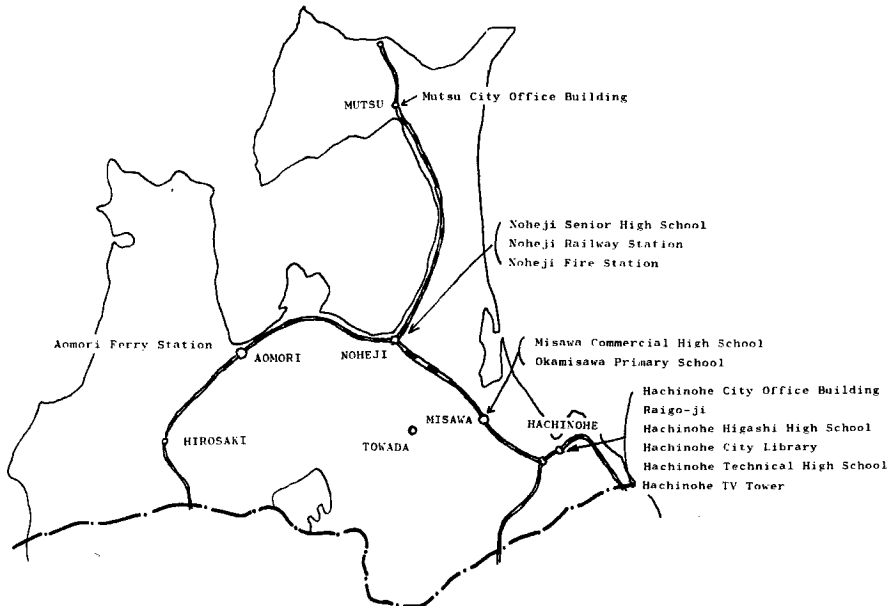 MUTSU
Mutsu City Office Building
Noheji Senior High School
Noheji Railway Station
Noheji Fire Station
Aomori Ferry Station
AOMORI
NOHEJI
Misawa Commercial High School
Okamisawa Primary School
MISAWA
HACHINOHE
Hachinohe City Office Building
Raigo-ji
Hachinohe Higashi High School
Hachinohe City Library
Hachinohe Technical High School
Hachinohe TV Tower
HIROSAKI
TOWADA